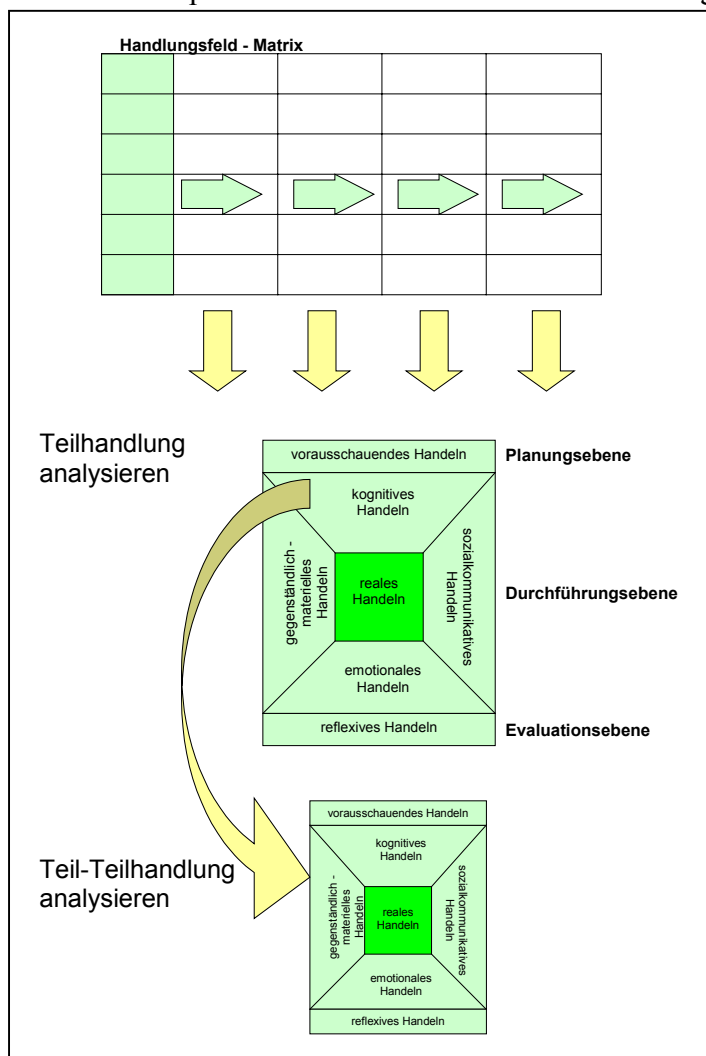 Handlungsfeld - Matrix
Teilhandlung
analysieren
vorausschauendes Handeln
Planungsebene
kognitives
Handeln
gegenständlich -
materielles
Handeln
reales
Handeln
sozialkommunikatives
Handeln
Durchführungsebene
emotionales
Handeln
reflexives Handeln
Evaluationsebene
Teil-Teilhandlung
analysieren
vorausschauendes Handeln
kognitives
Handeln
gegenständlich -
materielles
Handeln
reales
Handeln
sozialkommunikatives
Handeln
emotionales
Handeln
reflexives Handeln